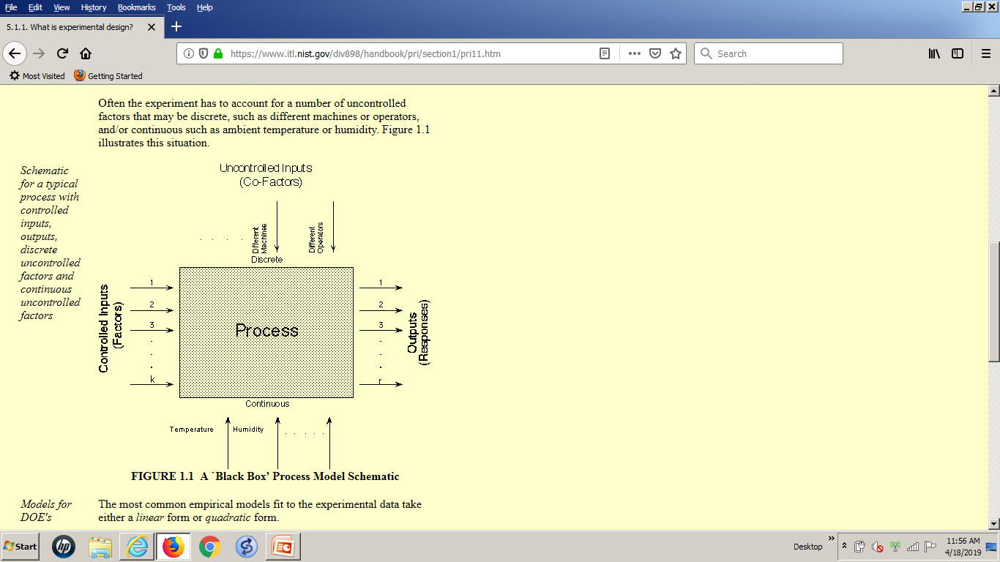 File Edit View History Bookmarks Tools Help
5.1.1. What is experimental design?
https://www.itl.nist.gov/div898/handbook/pri/section1/pri11.htm
Search
Most Visited Getting Started
Often the experiment has to account for a number of uncontrolled
factors that may be discrete, such as different machines or operators,
and/or continuous such as ambient temperature or humidity. Figure 1.1
illustrates this situation.
Schematic
for a typical
process with
controlled
inputs,
outputs,
discrete
uncontrolled
factors and
continuous
uncontrolled
factors
Uncontrolled Inputs
(Co-Factors)
. . . . .
Different
Machines
Different
Operators
Discrete
Controlled Inputs
(Factors)
1
2
3
.
.
.
k
Process
1
2
3
.
.
.
r
Outputs
(Responses)
Continuous
Temperature
Humidity
. . . . .
FIGURE 1.1 A `Black Box' Process Model Schematic
Models for
DOE's
The most common empirical models fit to the experimental data take
either a linear form or quadratic form.
Start
hp
Desktop
11:56 AM
4/18/2019